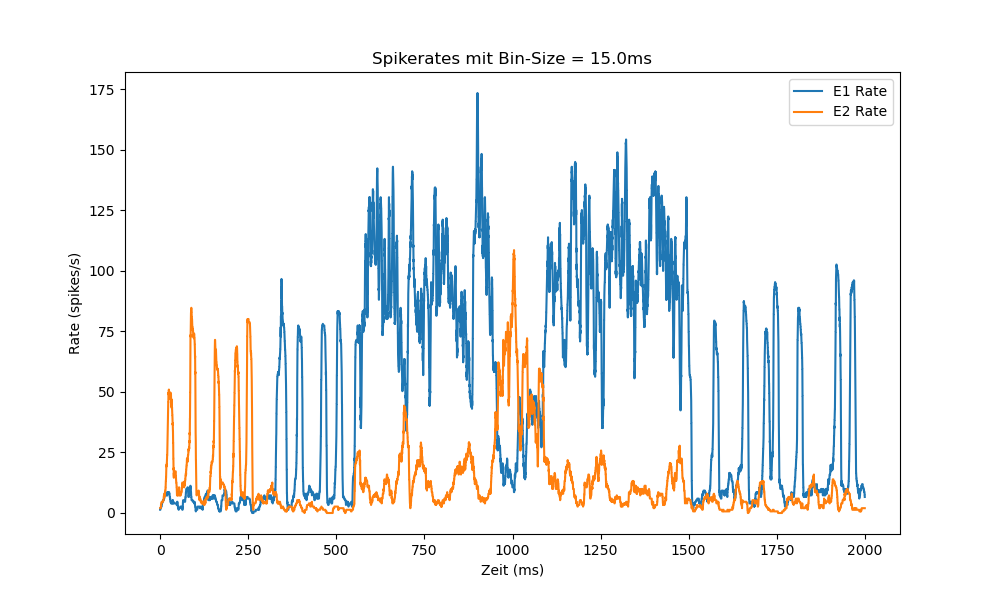 Spikerates mit Bin-Size = 15.0ms
E1 Rate
E2 Rate
175
150
125
100
75
50
25
0
Rate (spikes/s)
0 250 500 750 1000 1250 1500 1750 2000
Zeit (ms)